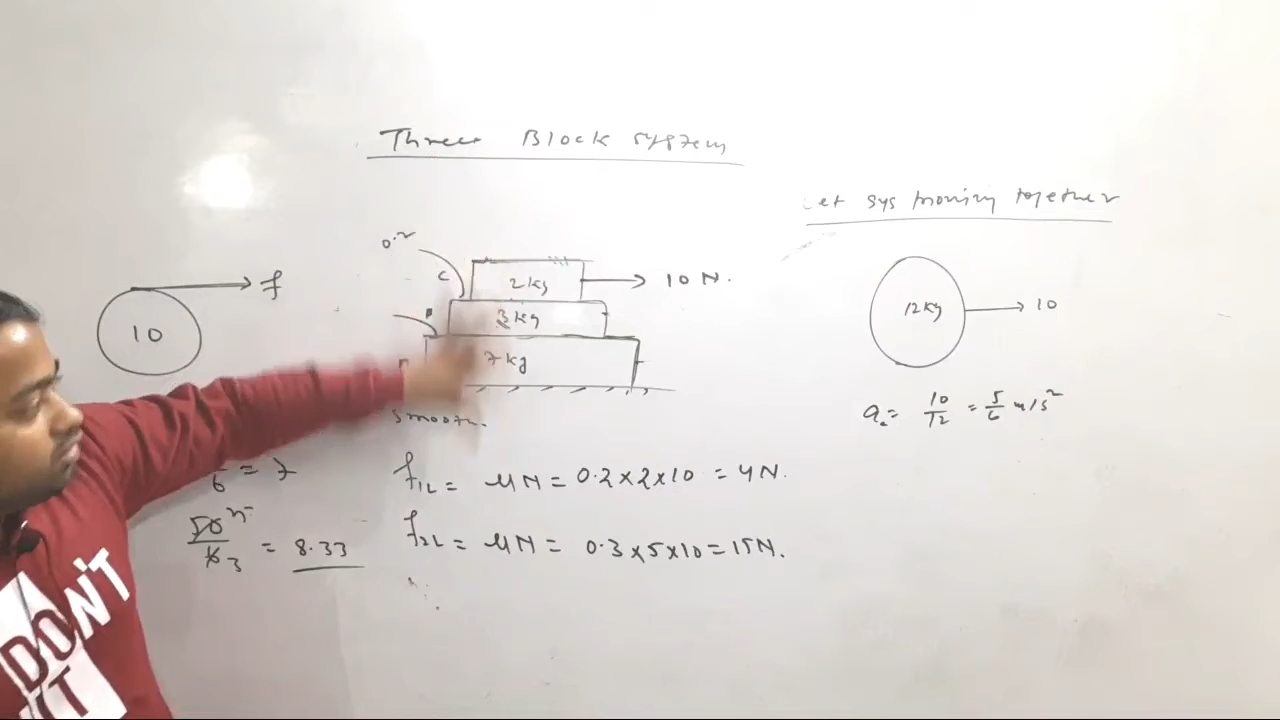 Three Block system
Let sys moving together
0.2
C
2kg
10 N.
B
3kg
7kg
smooth.
10
f
12kg
10
a_c = 10/12 = 5/6 m/s²
f1L = μN = 0.2×2×10 = 4N.
f2L = μN = 0.3×5×10 = 15N.
= 8.33
DON'T